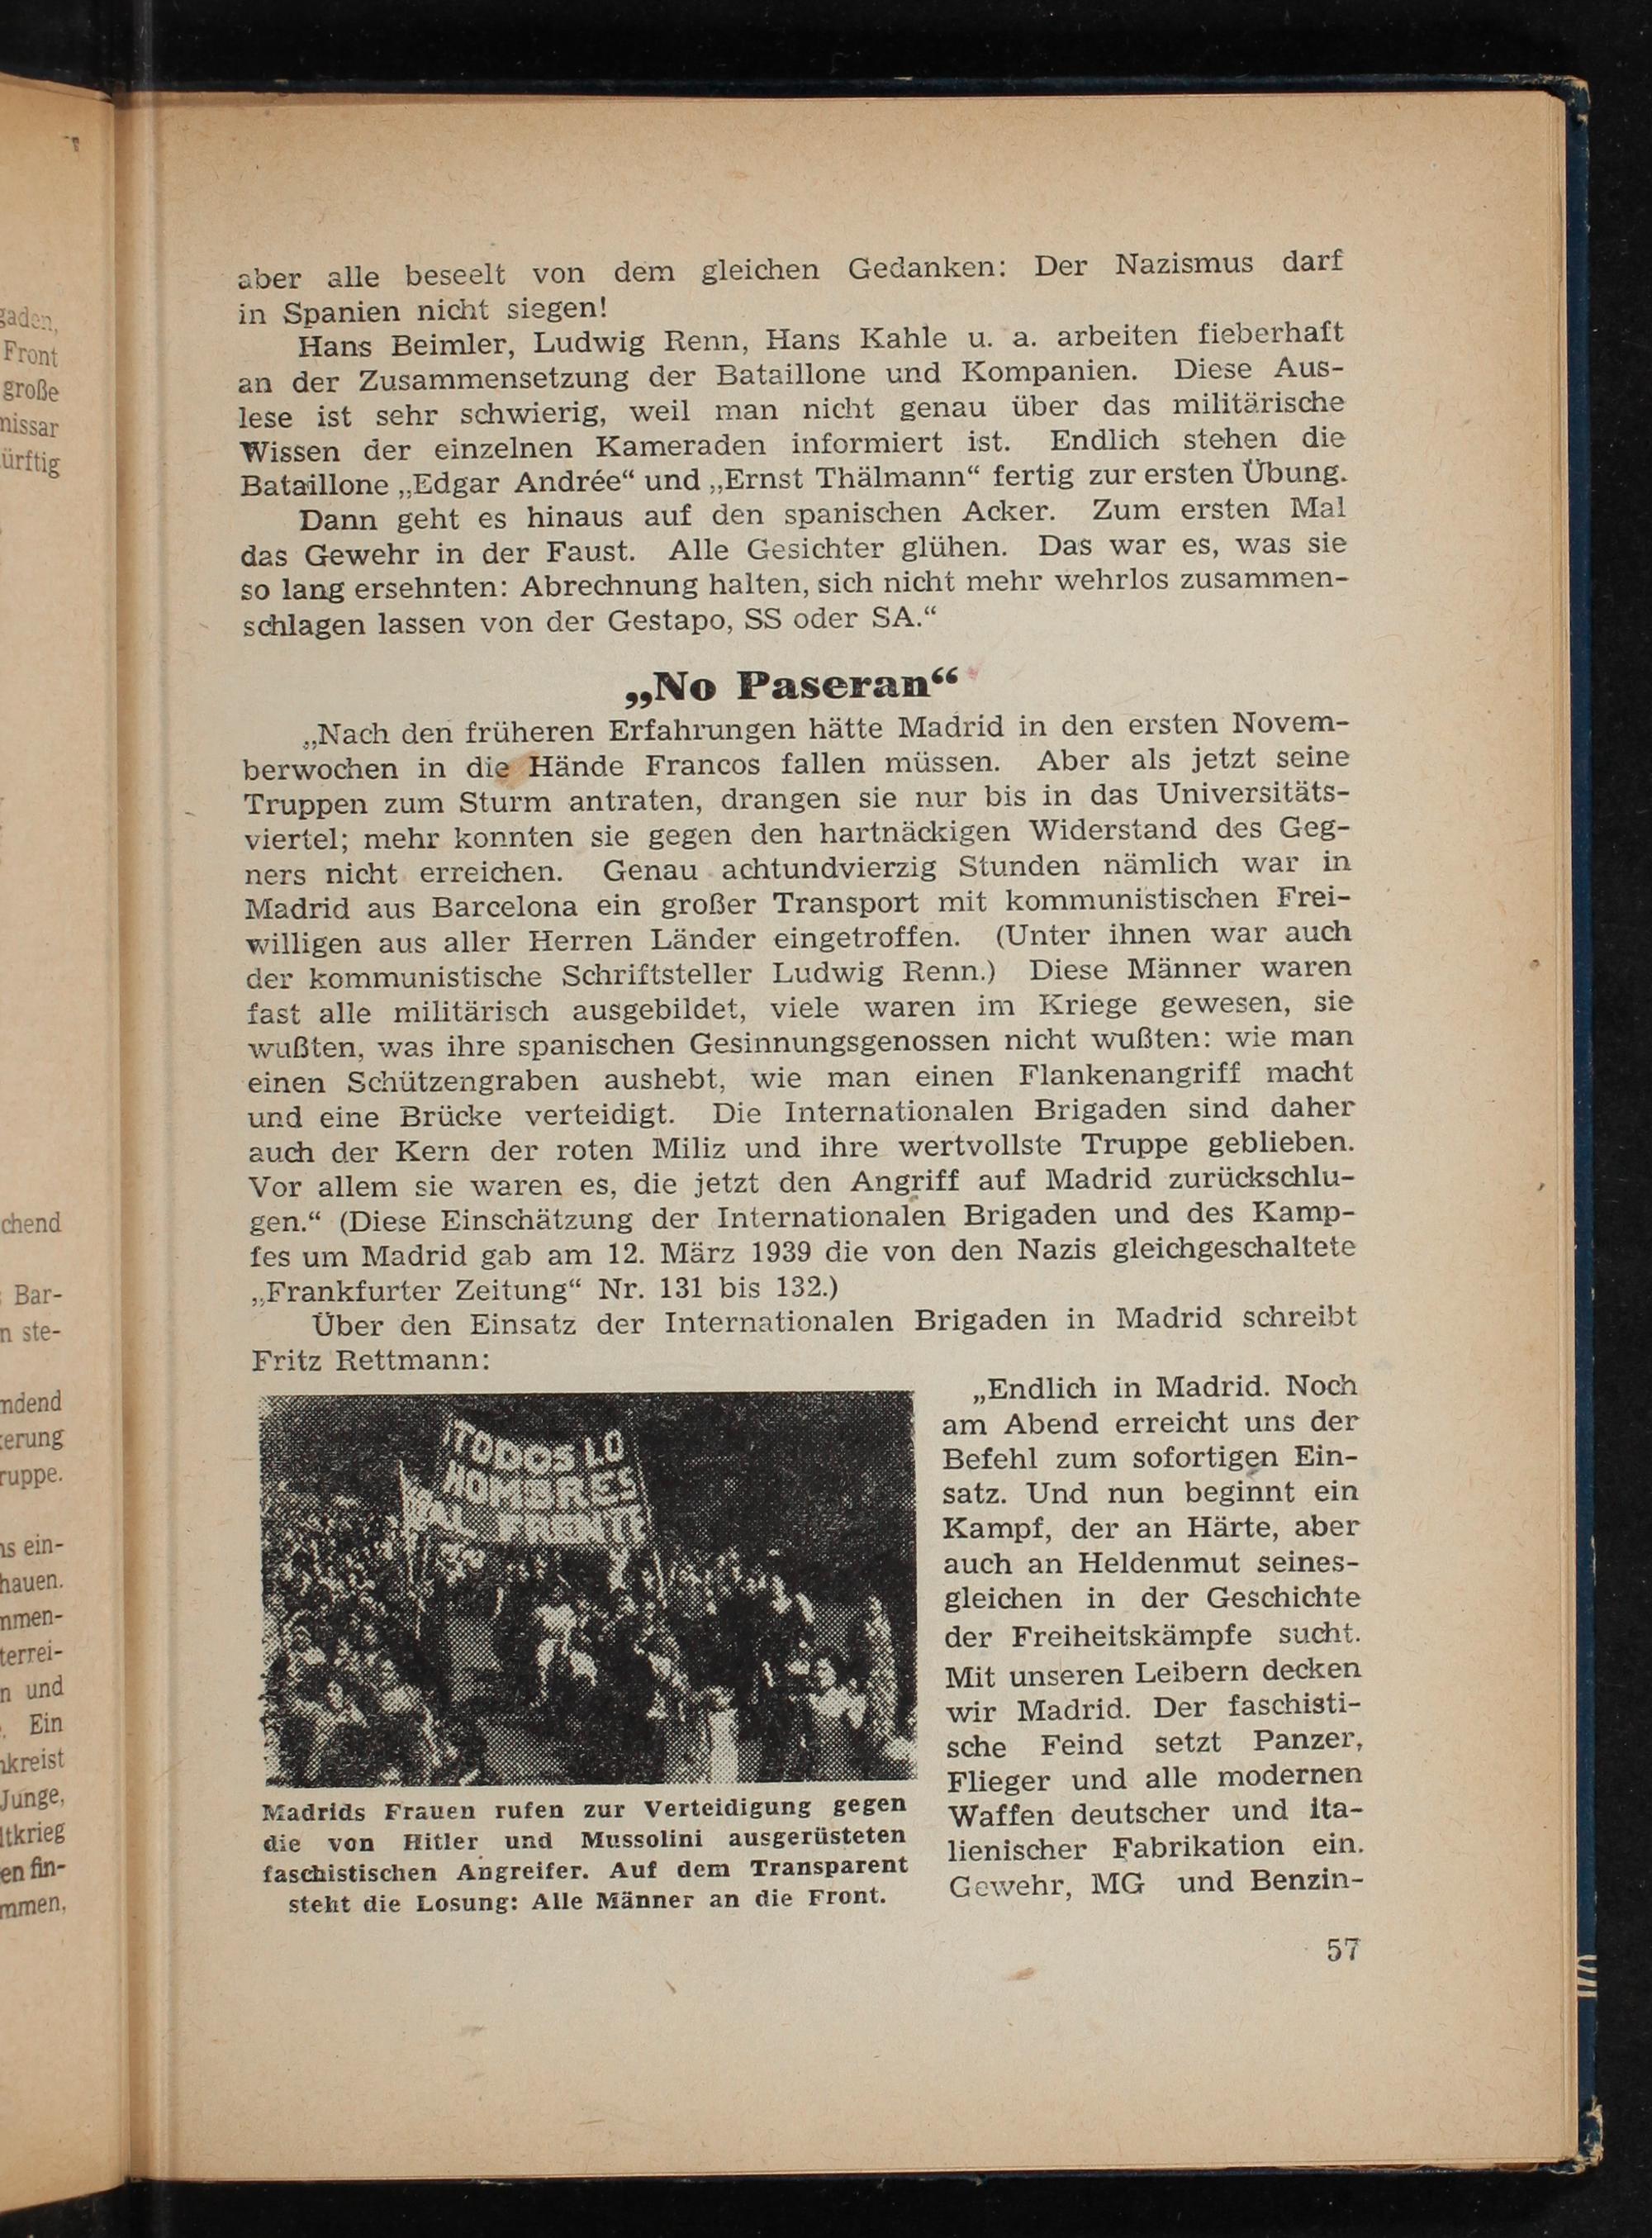 aber alle beseelt von dem gleichen Gedanken: Der Nazismus darf
in Spanien nicht siegen!
Hans Beimler, Ludwig Renn, Hans Kahle u. a. arbeiten fieberhaft
an der Zusammensetzung der Bataillone und Kompanien. Diese Aus-
lese ist sehr schwierig, weil man nicht genau über das militärische
Wissen der einzelnen Kameraden informiert ist. Endlich stehen die
Bataillone „Edgar Andrée“ und „Ernst Thälmann“ fertig zur ersten Übung.
Dann geht es hinaus auf den spanischen Acker. Zum ersten Mal
das Gewehr in der Faust. Alle Gesichter glühen. Das war es, was sie
so lang ersehnten: Abrechnung halten, sich nicht mehr wehrlos zusammen-
schlagen lassen von der Gestapo, SS oder SA.“
„No Paseran“
„Nach den früheren Erfahrungen hätte Madrid in den ersten Novem-
berwochen in die Hände Francos fallen müssen. Aber als jetzt seine
Truppen zum Sturm antraten, drangen sie nur bis in das Universitäts-
viertel; mehr konnten sie gegen den hartnäckigen Widerstand des Geg-
ners nicht erreichen. Genau achtundvierzig Stunden nämlich war in
Madrid aus Barcelona ein großer Transport mit kommunistischen Frei-
willigen aus aller Herren Länder eingetroffen. (Unter ihnen war auch
der kommunistische Schriftsteller Ludwig Renn.) Diese Männer waren
fast alle militärisch ausgebildet, viele waren im Kriege gewesen, sie
wußten, was ihre spanischen Gesinnungsgenossen nicht wußten: wie man
einen Schützengraben aushebt, wie man einen Flankenangriff macht
und eine Brücke verteidigt. Die Internationalen Brigaden sind daher
auch der Kern der roten Miliz und ihre wertvollste Truppe geblieben.
Vor allem sie waren es, die jetzt den Angriff auf Madrid zurückschlu-
gen.“ (Diese Einschätzung der Internationalen Brigaden und des Kamp-
fes um Madrid gab am 12. März 1939 die von den Nazis gleichgeschaltete
„Frankfurter Zeitung“ Nr. 131 bis 132.)
Über den Einsatz der Internationalen Brigaden in Madrid schreibt
Fritz Rettmann:
TODOS LO
HOMBRES
AL FRENTE
Madrids Frauen rufen zur Verteidigung gegen
die von Hitler und Mussolini ausgerüsteten
faschistischen Angreifer. Auf dem Transparent
steht die Losung: Alle Männer an die Front.
„Endlich in Madrid. Noch
am Abend erreicht uns der
Befehl zum sofortigen Ein-
satz. Und nun beginnt ein
Kampf, der an Härte, aber
auch an Heldenmut seines-
gleichen in der Geschichte
der Freiheitskämpfe sucht.
Mit unseren Leibern decken
wir Madrid. Der faschisti-
sche Feind setzt Panzer,
Flieger und alle modernen
Waffen deutscher und ita-
lienischer Fabrikation ein.
Gewehr, MG und Benzin-
57